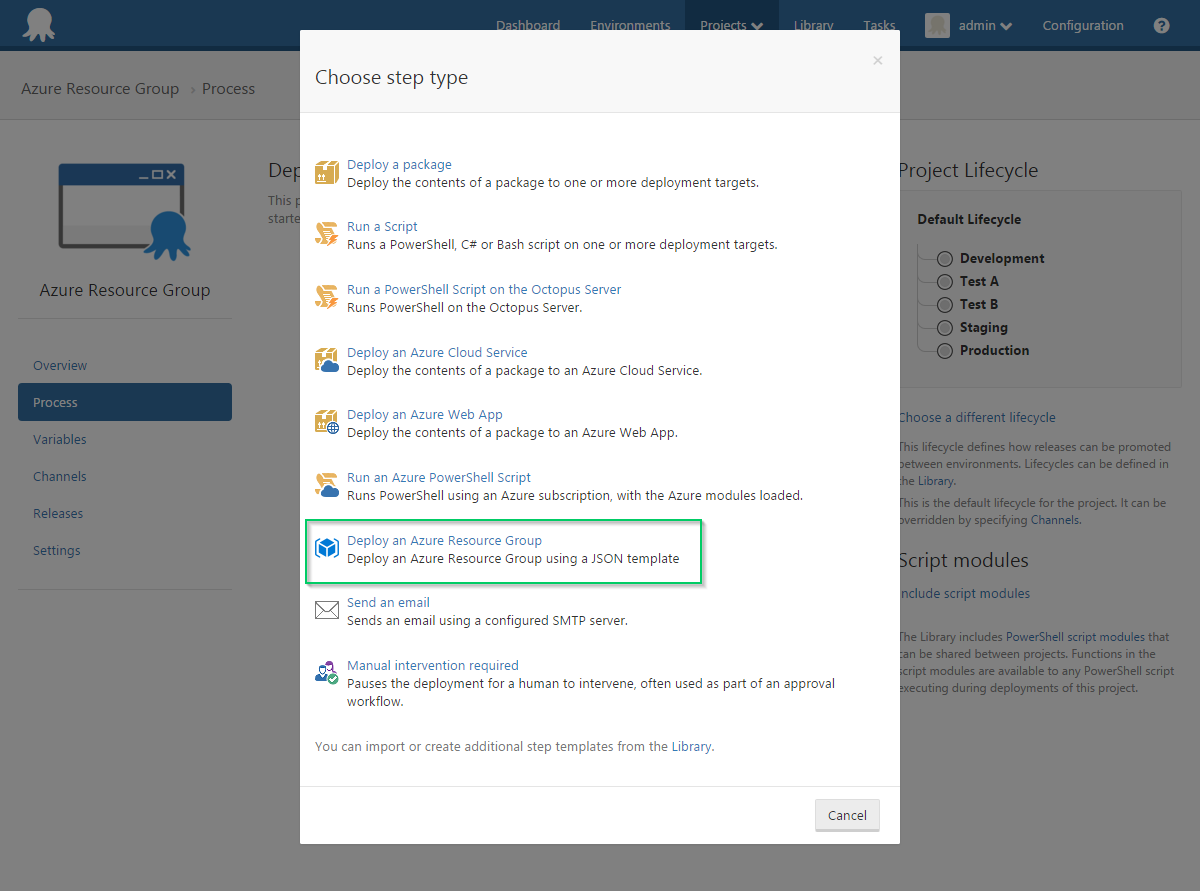 Dashboard
Environments
Projects
Library
Tasks
admin
Configuration
?
Azure Resource Group › Process
Azure Resource Group
Overview
Process
Variables
Channels
Releases
Settings
Choose step type
×
Deploy a package
Deploy the contents of a package to one or more deployment targets.
Run a Script
Runs a PowerShell, C# or Bash script on one or more deployment targets.
Run a PowerShell Script on the Octopus Server
Runs PowerShell on the Octopus Server.
Deploy an Azure Cloud Service
Deploy the contents of a package to an Azure Cloud Service.
Deploy an Azure Web App
Deploy the contents of a package to an Azure Web App.
Run an Azure PowerShell Script
Runs PowerShell using an Azure subscription, with the Azure modules loaded.
Deploy an Azure Resource Group
Deploy an Azure Resource Group using a JSON template
Send an email
Sends an email using a configured SMTP server.
Manual intervention required
Pauses the deployment for a human to intervene, often used as part of an approval
workflow.
You can import or create additional step templates from the Library.
Cancel
Project Lifecycle
Default Lifecycle
Development
Test A
Test B
Staging
Production
Choose a different lifecycle
This lifecycle defines how releases can be promoted
between environments. Lifecycles can be defined in
the Library.
This is the default lifecycle for the project. It can be
overridden by specifying Channels.
Script modules
Include script modules
The Library includes PowerShell script modules that
can be shared between projects. Functions in the
script modules are available to any PowerShell script
executing during deployments of this project.